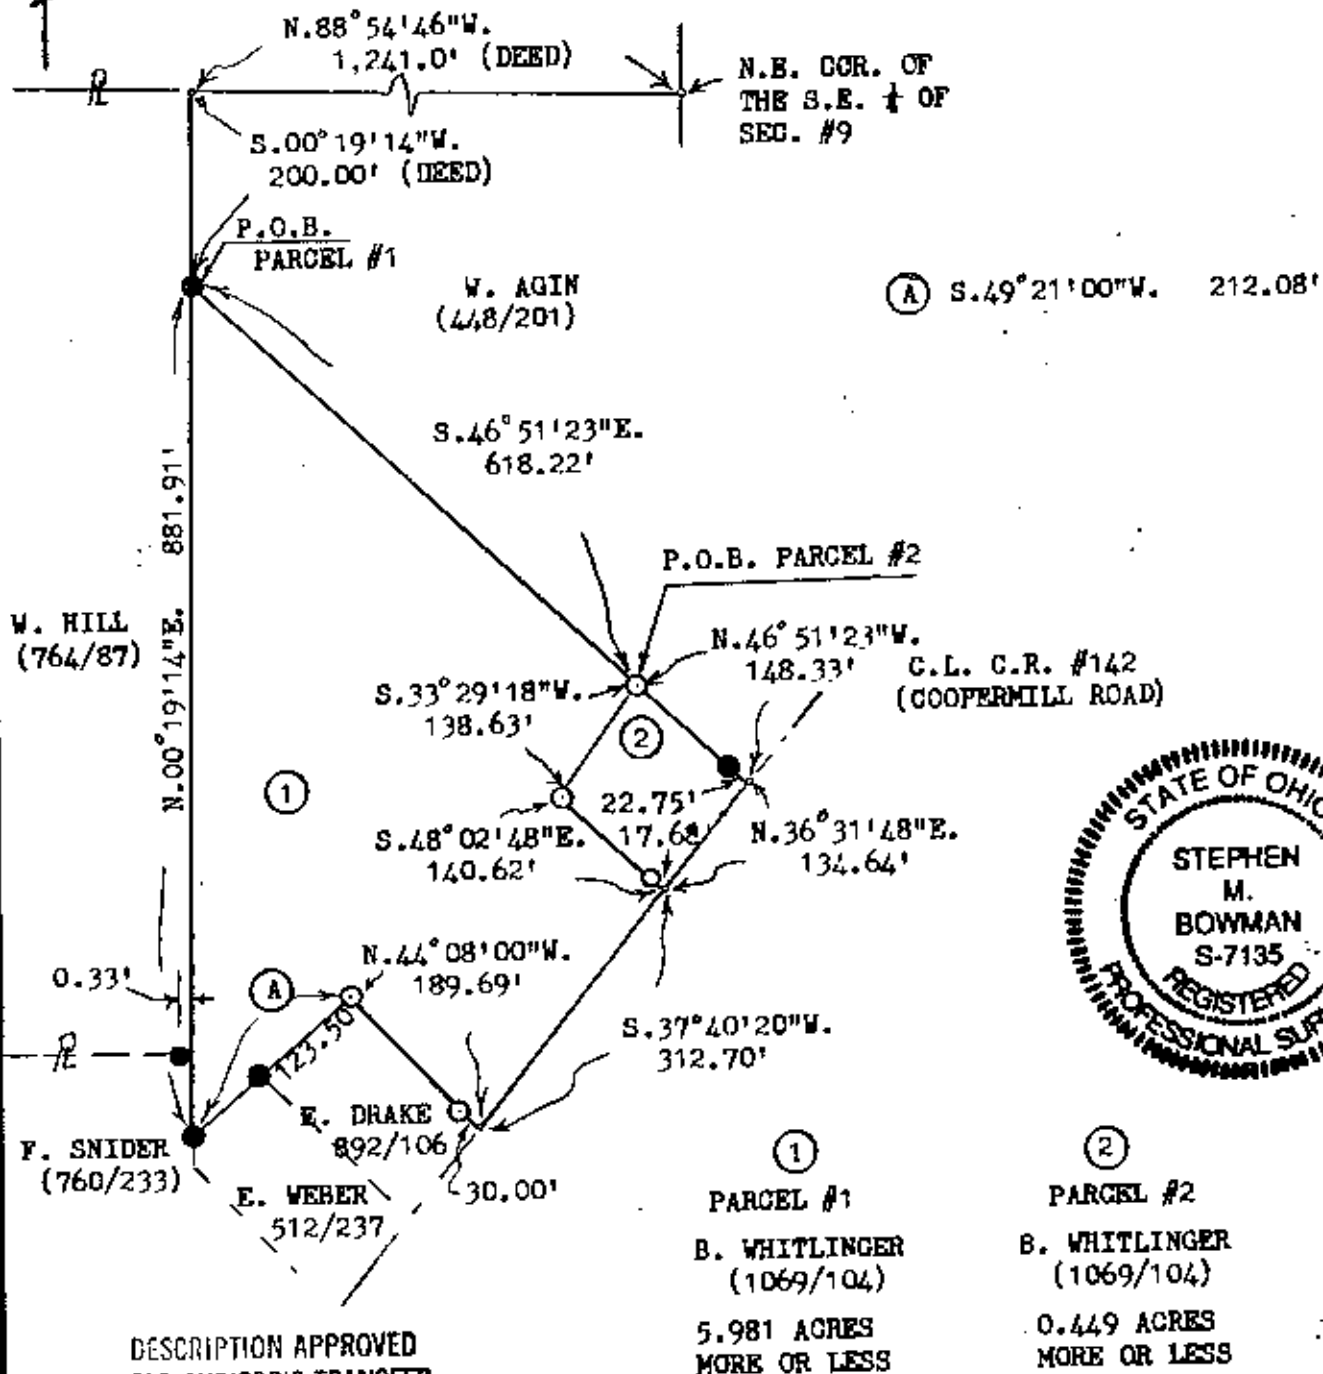 N.88°54'46"W.
1,241.0' (DEED)
N.E. COR. OF
THE S.E. ¼ OF
SEC. #9
S.00°19'14"W.
200.00' (DEED)
P.O.B.
PARCEL #1
W. AGIN
(448/201)
(A) S.49°21'00"W. 212.08'
S.46°51'23"E.
618.22'
N.00°19'14"E. 881.91'
P.O.B. PARCEL #2
W. HILL
(764/87)
N.46°51'23"W.
148.33'
C.L. C.R. #142
(COOPERMILL ROAD)
S.33°29'18"W.
138.63'
2
1
22.75'
17.68
S.48°02'48"E.
140.62'
N.36°31'48"E.
134.64'
STATE OF OHIO
STEPHEN
M.
BOWMAN
S-7135
REGISTERED
PROFESSIONAL SUR
N.44°08'00"W.
189.69'
0.33'
A
123.50
S.37°40'20"W.
312.70'
PL
PL
E. DRAKE
892/106
F. SNIDER
(760/233)
E. WEBER
512/237
30.00'
1
PARCEL #1
B. WHITLINGER
(1069/104)
5.981 ACRES
MORE OR LESS
2
PARCEL #2
B. WHITLINGER
(1069/104)
0.449 ACRES
MORE OR LESS
DESCRIPTION APPROVED